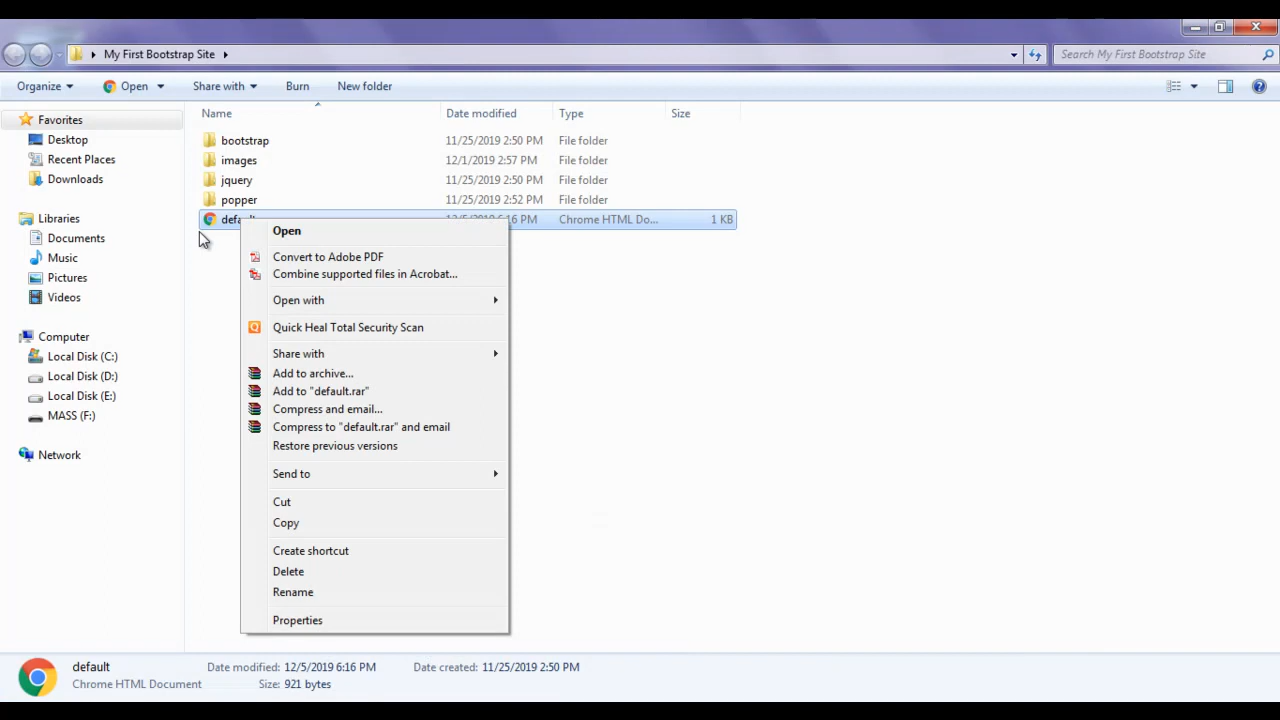 My First Bootstrap Site
Search My First Bootstrap Site
Organize Open Share with Burn New folder
Name Date modified Type Size
Favorites
Desktop
Recent Places
Downloads
Libraries
Documents
Music
Pictures
Videos
Computer
Local Disk (C:)
Local Disk (D:)
Local Disk (E:)
MASS (F:)
Network
bootstrap 11/25/2019 2:50 PM File folder
images 12/1/2019 2:57 PM File folder
jquery 11/25/2019 2:50 PM File folder
popper 11/25/2019 2:52 PM File folder
Chrome HTML Do... 1 KB
Open
Convert to Adobe PDF
Combine supported files in Acrobat...
Open with
Quick Heal Total Security Scan
Share with
Add to archive...
Add to "default.rar"
Compress and email...
Compress to "default.rar" and email
Restore previous versions
Send to
Cut
Copy
Create shortcut
Delete
Rename
Properties
default Date modified: 12/5/2019 6:16 PM Date created: 11/25/2019 2:50 PM
Chrome HTML Document Size: 921 bytes